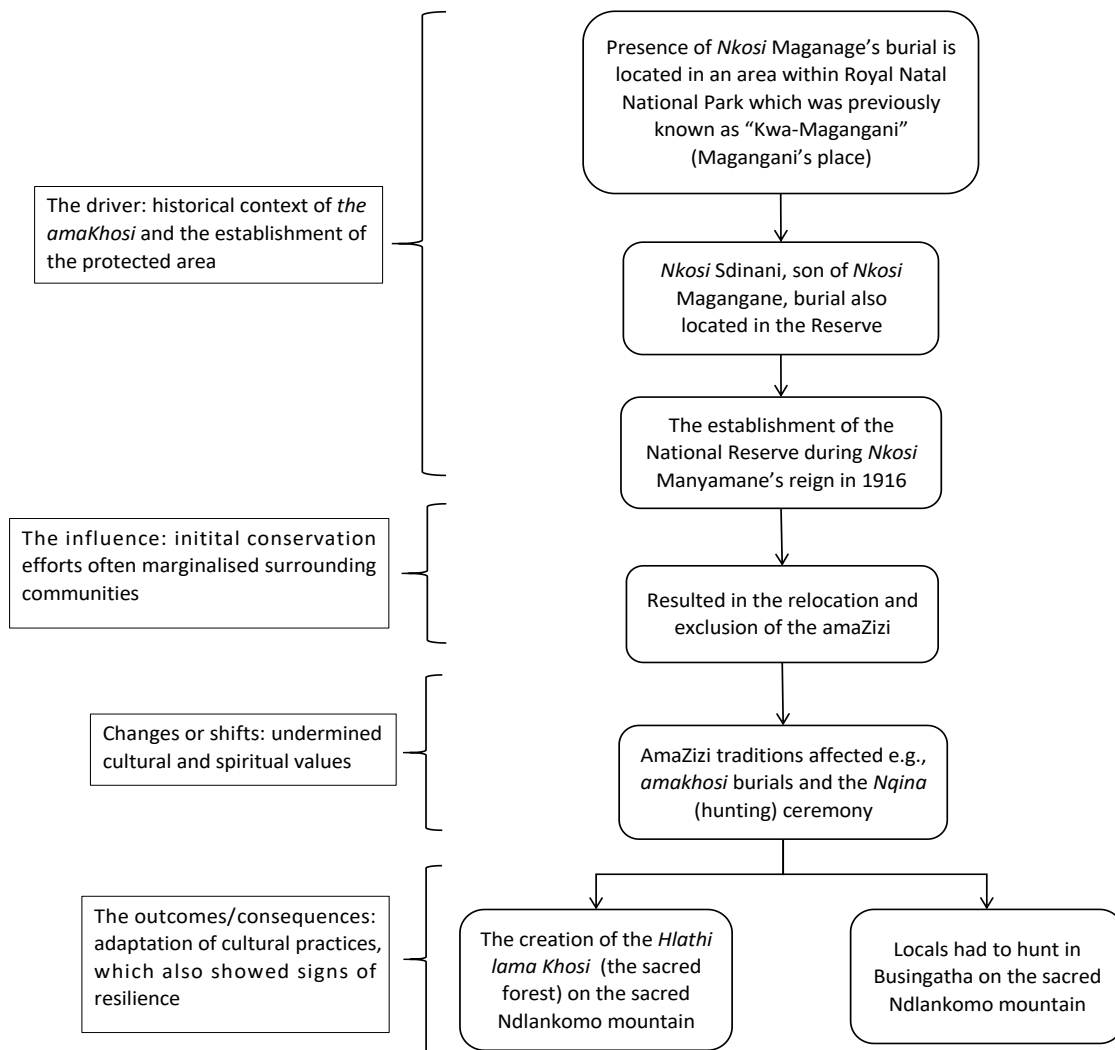 Presence of Nkosi Maganage’s burial is
located in an area within Royal Natal
National Park which was previously
known as “Kwa-Magangani”
(Magangani’s place)
The driver: historical context of the
amaKhosi and the establishment of
the protected area
Nkosi Sdinani, son of Nkosi
Magangane, burial also
located in the Reserve
The establishment of the
National Reserve during Nkosi
Manyamane’s reign in 1916
The influence: initital conservation
efforts often marginalised surrounding
communities
Resulted in the relocation and
exclusion of the amaZizi
Changes or shifts: undermined
cultural and spiritual values
AmaZizi traditions affected e.g.,
amakhosi burials and the Nqina
(hunting) ceremony
The outcomes/consequences:
adaptation of cultural practices,
which also showed signs of
resilience
The creation of the Hlathi
lama Khosi (the sacred
forest) on the sacred
Ndlankomo mountain
Locals had to hunt in
Busingatha on the sacred
Ndlankomo mountain